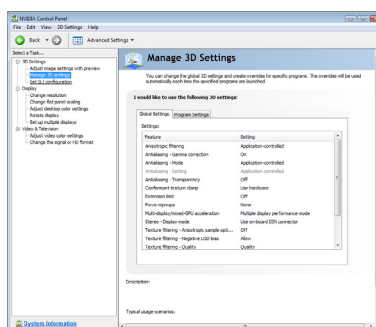 NVIDIA Control Panel
File Edit View 3D Settings Help
Back
Advanced Settings
Select a Task...
3D Settings
Adjust image settings with preview
Manage 3D settings
Set SLI configuration
Display
Change resolution
Change flat panel scaling
Adjust desktop color settings
Rotate display
Set up multiple displays
Video & Television
Adjust video color settings
Change the signal or HD format
System Information
Manage 3D Settings
You can change the global 3D settings and create overrides for specific programs. The overrides will be used
automatically each time the specified programs are launched.
I would like to use the following 3D settings:
Global Settings Program Settings
Settings:
Feature Setting
Anisotropic filtering Application-controlled
Antialiasing - Gamma correction On
Antialiasing - Mode Application-controlled
Antialiasing - Setting Application-controlled
Antialiasing - Transparency Off
Conformant texture clamp Use hardware
Extension limit Off
Force mipmaps None
Multi-display/mixed-GPU acceleration Multiple display performance mode
Stereo - Display mode Use on-board DIN connector
Texture filtering - Anisotropic sample opti... Off
Texture filtering - Negative LOD bias Allow
Texture filtering - Quality Quality
Description:
Typical usage scenarios: